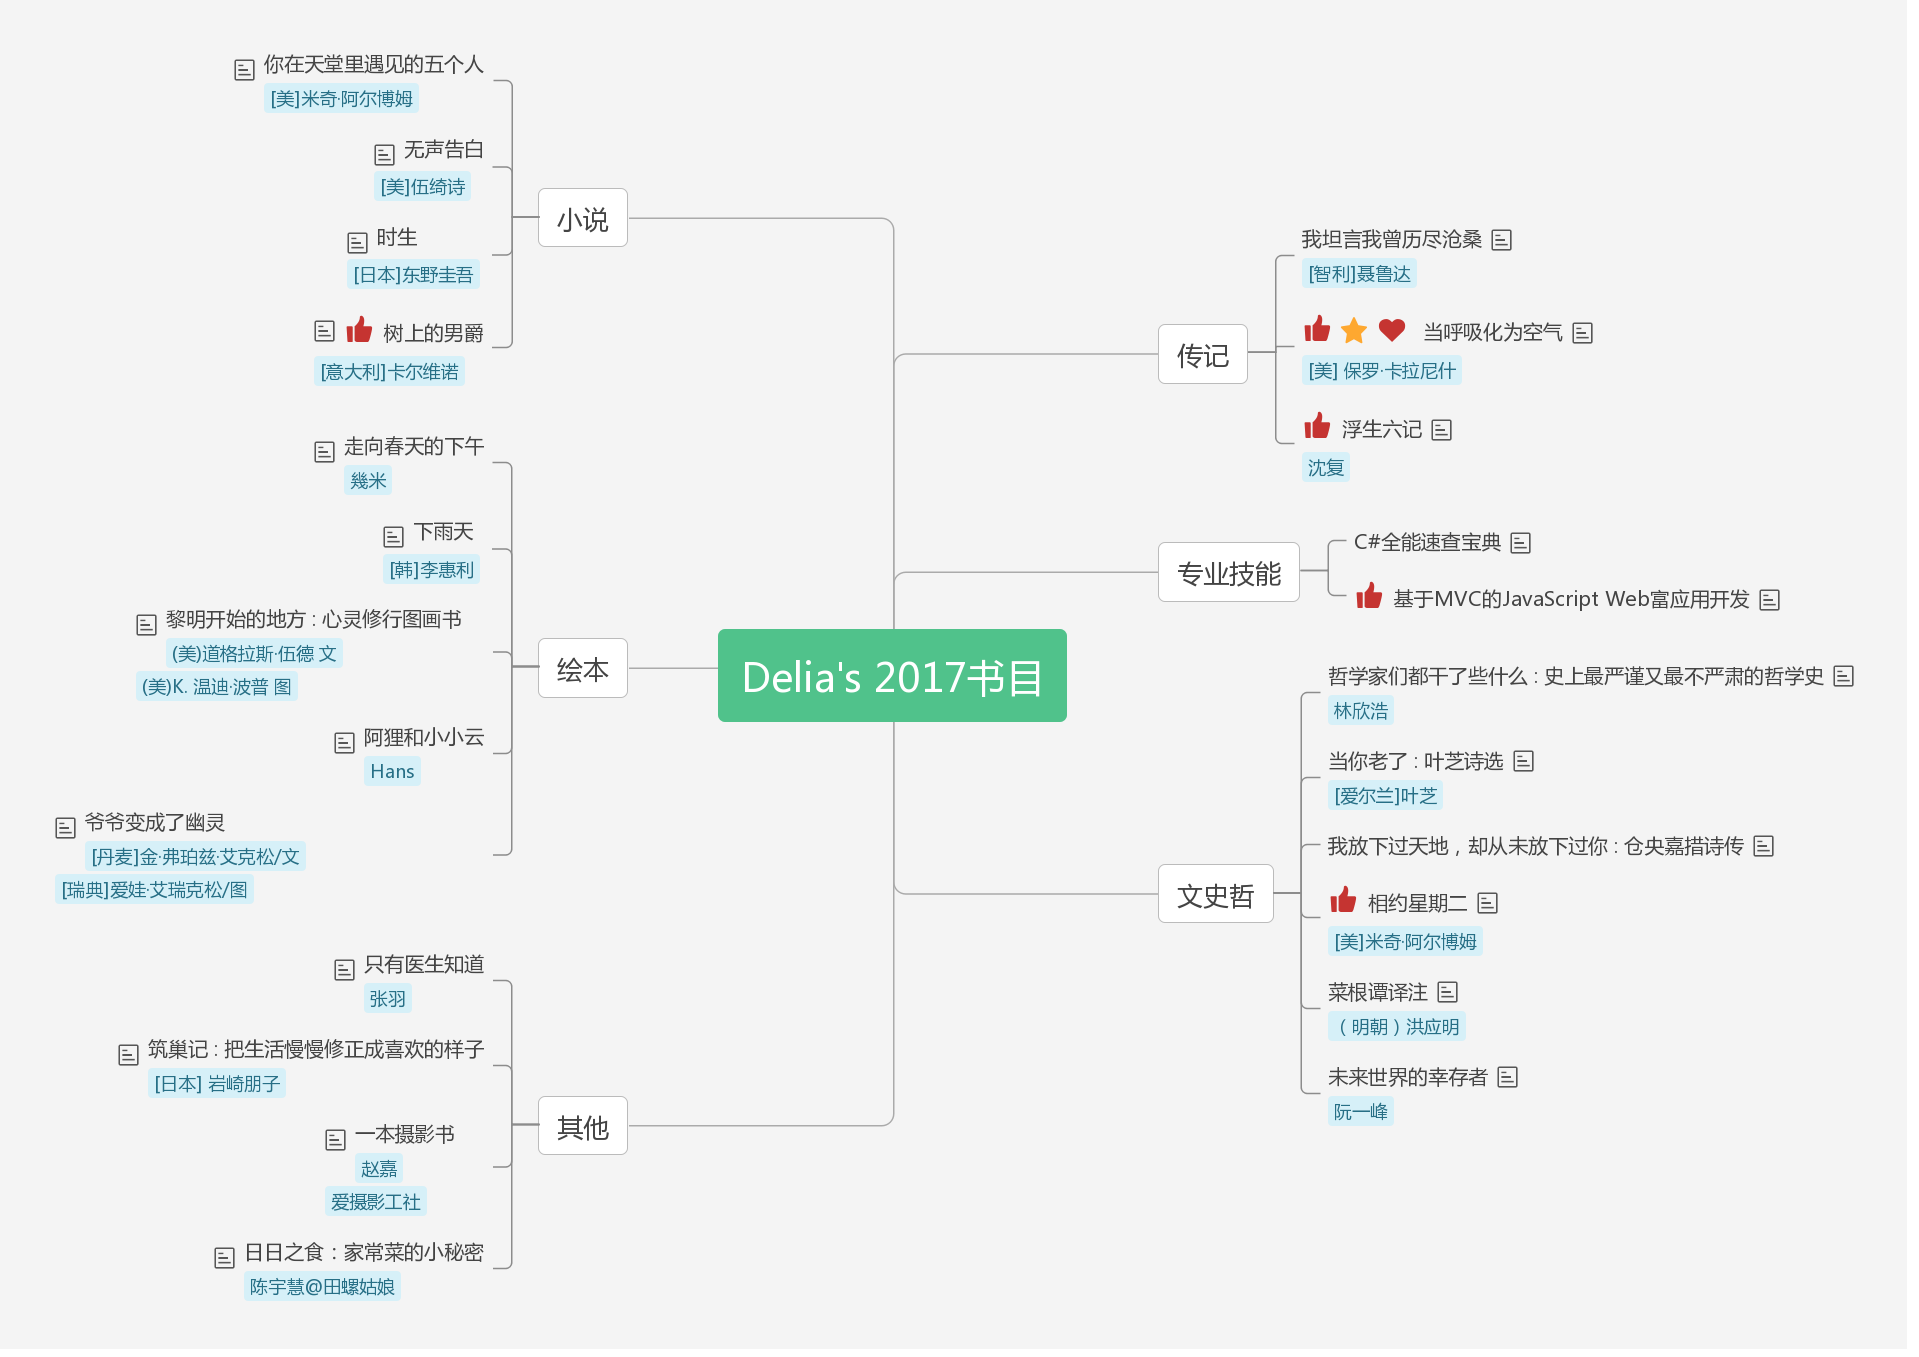 Delia's 2017书目
小说
你在天堂里遇见的五个人
[美]米奇·阿尔博姆
无声告白
[美]伍绮诗
时生
[日本]东野圭吾
树上的男爵
[意大利]卡尔维诺
绘本
走向春天的下午
幾米
下雨天
[韩]李惠利
黎明开始的地方 : 心灵修行图画书
(美)道格拉斯·伍德 文
(美)K. 温迪·波普 图
阿狸和小小云
Hans
爷爷变成了幽灵
[丹麦]金·弗珀兹·艾克松/文
[瑞典]爱娃·艾瑞克松/图
其他
只有医生知道
张羽
筑巢记 : 把生活慢慢修正成喜欢的样子
[日本] 岩崎朋子
一本摄影书
赵嘉
爱摄影工社
日日之食：家常菜的小秘密
陈宇慧@田螺姑娘
传记
我坦言我曾历尽沧桑
[智利]聂鲁达
当呼吸化为空气
[美] 保罗·卡拉尼什
浮生六记
沈复
专业技能
C#全能速查宝典
基于MVC的JavaScript Web富应用开发
文史哲
哲学家们都干了些什么 : 史上最严谨又最不严肃的哲学史
林欣浩
当你老了 : 叶芝诗选
[爱尔兰]叶芝
我放下过天地，却从未放下过你 : 仓央嘉措诗传
相约星期二
[美]米奇·阿尔博姆
菜根谭译注
（明朝）洪应明
未来世界的幸存者
阮一峰